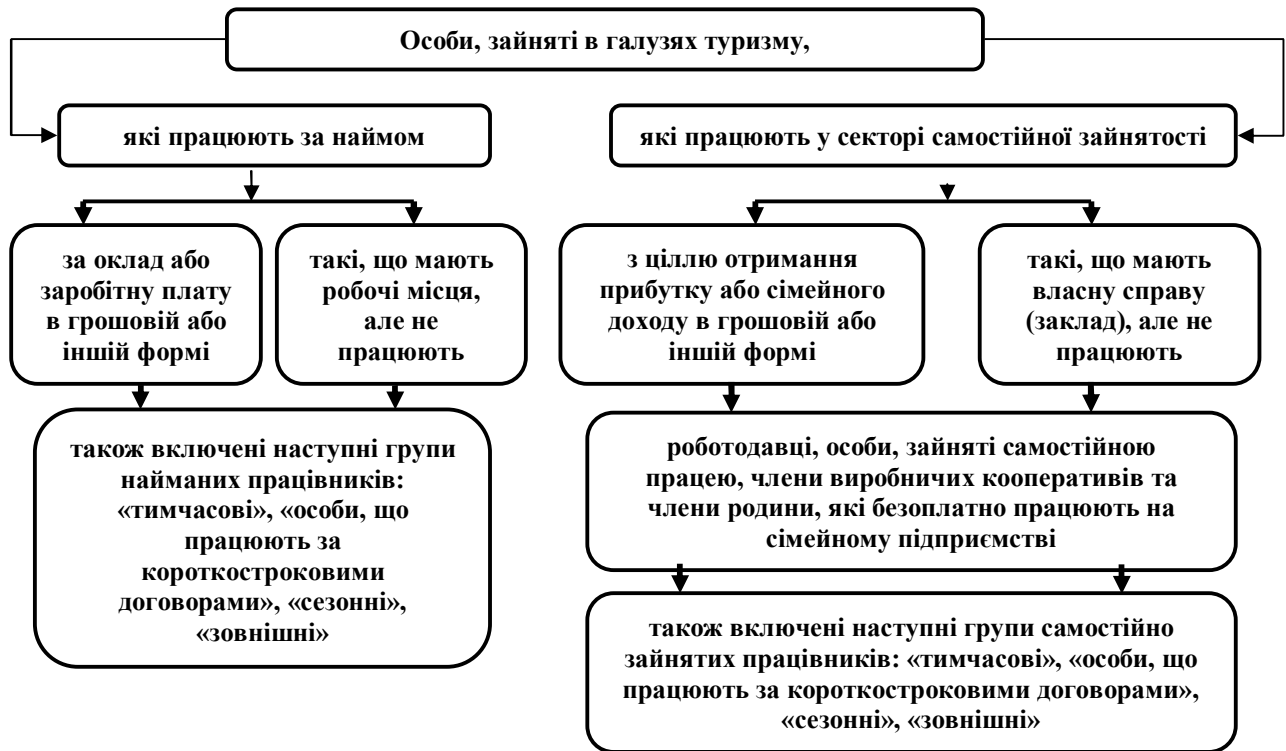 Особи, зайняті в галузях туризму,
які працюють за наймом
які працюють у секторі самостійної зайнятості
за оклад або
заробітну плату
в грошовій або
іншій формі
такі, що мають
робочі місця,
але не
працюють
з ціллю отримання
прибутку або сімейного
доходу в грошовій або
іншій формі
такі, що мають
власну справу
(заклад), але не
працюють
також включені наступні групи
найманих працівників:
«тимчасові», «особи, що
працюють за
короткостроковими
договорами», «сезонні»,
«зовнішні»
роботодавці, особи, зайняті самостійною
працею, члени виробничих кооперативів та
члени родини, які безоплатно працюють на
сімейному підприємстві
також включені наступні групи самостійно
зайнятих працівників: «тимчасові», «особи, що
працюють за короткостроковими договорами»,
«сезонні», «зовнішні»